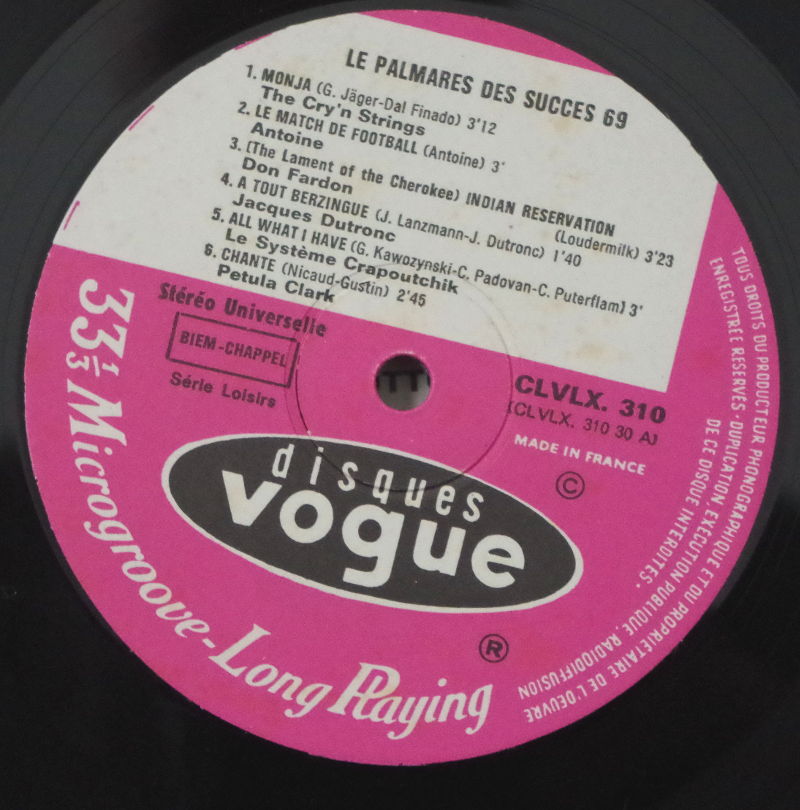 LE PALMARES DES SUCCES 69
1. MONJA (G. Jäger-Dal Finado) 3'12
The Cry'n Strings
2. LE MATCH DE FOOTBALL (Antoine) 3'
Antoine
3. (The Lament of the Cherokee) INDIAN RESERVATION
Don Fardon (Loudermilk) 3'23
4. A TOUT BERZINGUE (J. Lanzmann-J. Dutronc) 1'40
Jacques Dutronc
5. ALL WHAT I HAVE (G. Kawozynski-C. Padovan-C. Puterflam) 3'
Le Système Crapoutchik
6. CHANTE (Nicaud-Gustin) 2'45
Petula Clark
Stéréo Universelle
BIEM-CHAPPEL
Série Loisirs
CLVLX. 310
(CLVLX. 310 30 A)
MADE IN FRANCE
©
disques
vogue
®
33 1/3 Microgroove-Long Playing
TOUS DROITS DU PRODUCTEUR PHONOGRAPHIQUE ET DU PROPRIÉTAIRE DE L'OEUVRE
ENREGISTRÉE RÉSERVÉS · DUPLICATION EXÉCUTION PUBLIQUE, RADIODIFFUSION
DE CE DISQUE INTERDITES ·